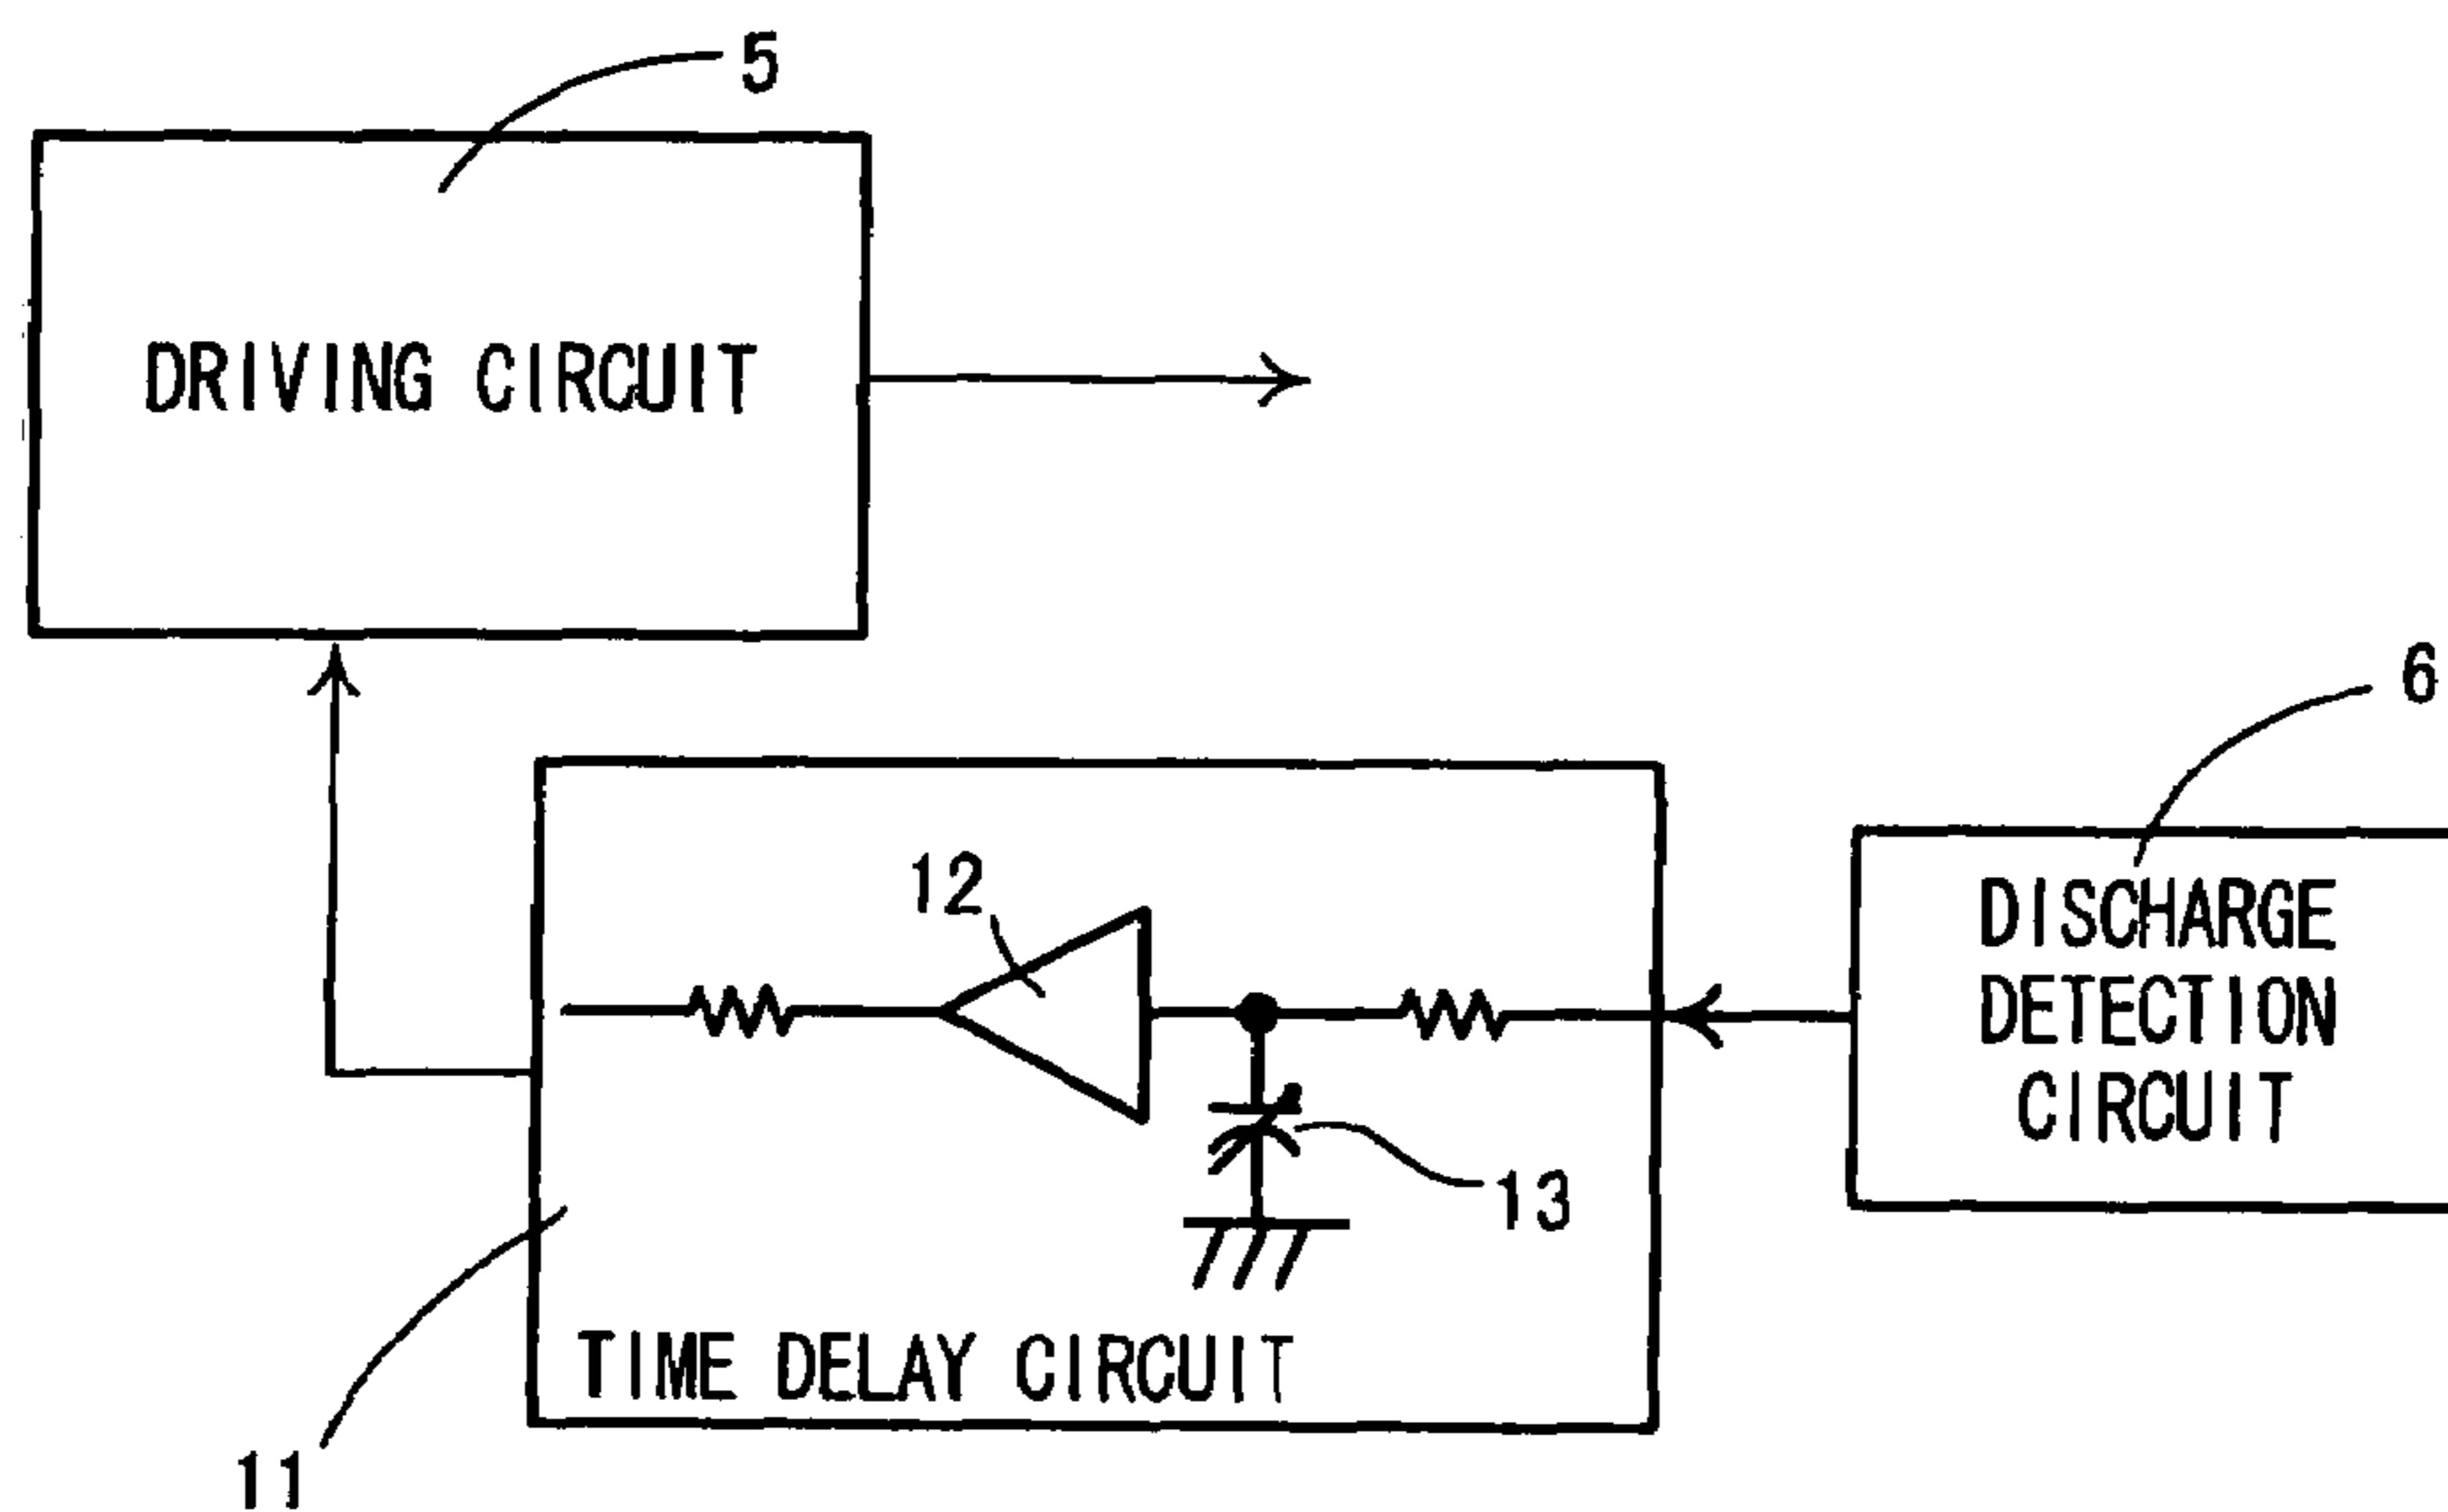 5
DRIVING CIRCUIT
6
12
DISCHARGE
DETECTION
CIRCUIT
13
TIME DELAY CIRCUIT
11